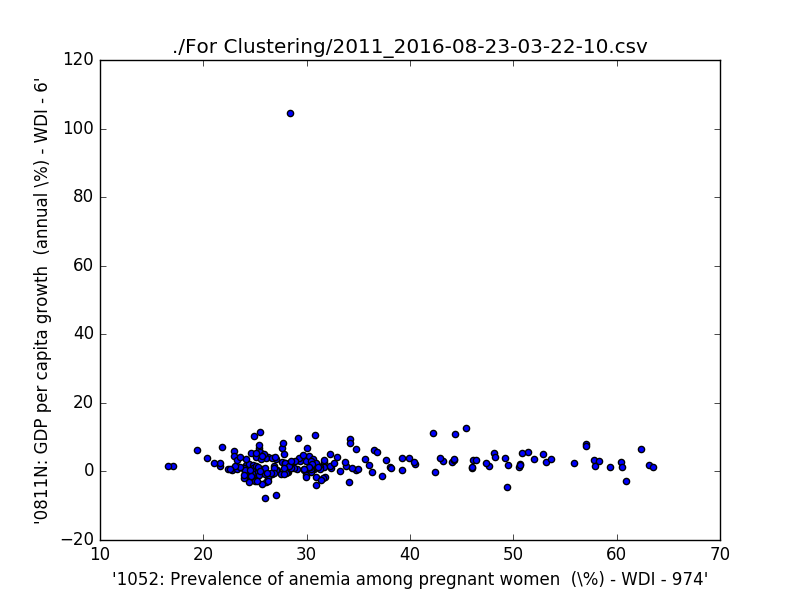 ./For Clustering/2011_2016-08-23-03-22-10.csv
120
100
80
60
40
20
0
−20
10 20 30 40 50 60 70
'0811N: GDP per capita growth  (annual \%) - WDI - 6'
'1052: Prevalence of anemia among pregnant women  (\%) - WDI - 974'